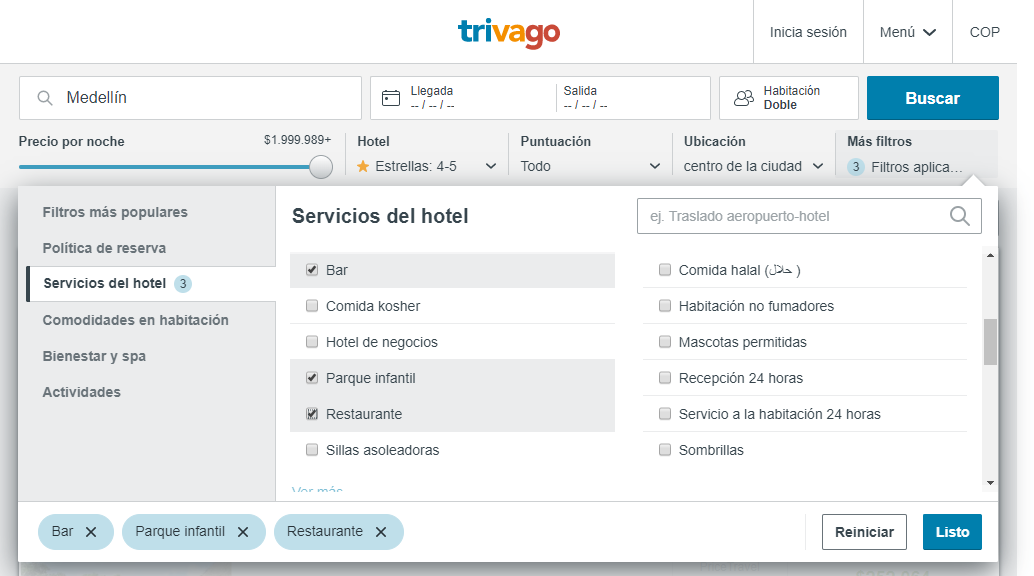 trivago
Inicia sesión
Menú
COP
Medellín
Llegada
-- / -- / --
Salida
-- / -- / --
Habitación
Doble
Buscar
Precio por noche
$1.999.989+
Hotel
Estrellas: 4-5
Puntuación
Todo
Ubicación
centro de la ciudad
Más filtros
3 Filtros aplica...
Filtros más populares
Política de reserva
Servicios del hotel 3
Comodidades en habitación
Bienestar y spa
Actividades
Servicios del hotel
ej. Traslado aeropuerto-hotel
Bar
Comida kosher
Hotel de negocios
Parque infantil
Restaurante
Sillas asoleadoras
Ver más
Comida halal (حلال )
Habitación no fumadores
Mascotas permitidas
Recepción 24 horas
Servicio a la habitación 24 horas
Sombrillas
Bar X
Parque infantil X
Restaurante X
Reiniciar
Listo